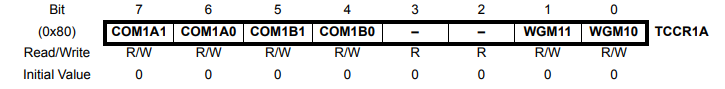 Bit 7 6 5 4 3 2 1 0
(0x80) COM1A1 COM1A0 COM1B1 COM1B0 – – WGM11 WGM10 TCCR1A
Read/Write R/W R/W R/W R/W R R R/W R/W
Initial Value 0 0 0 0 0 0 0 0